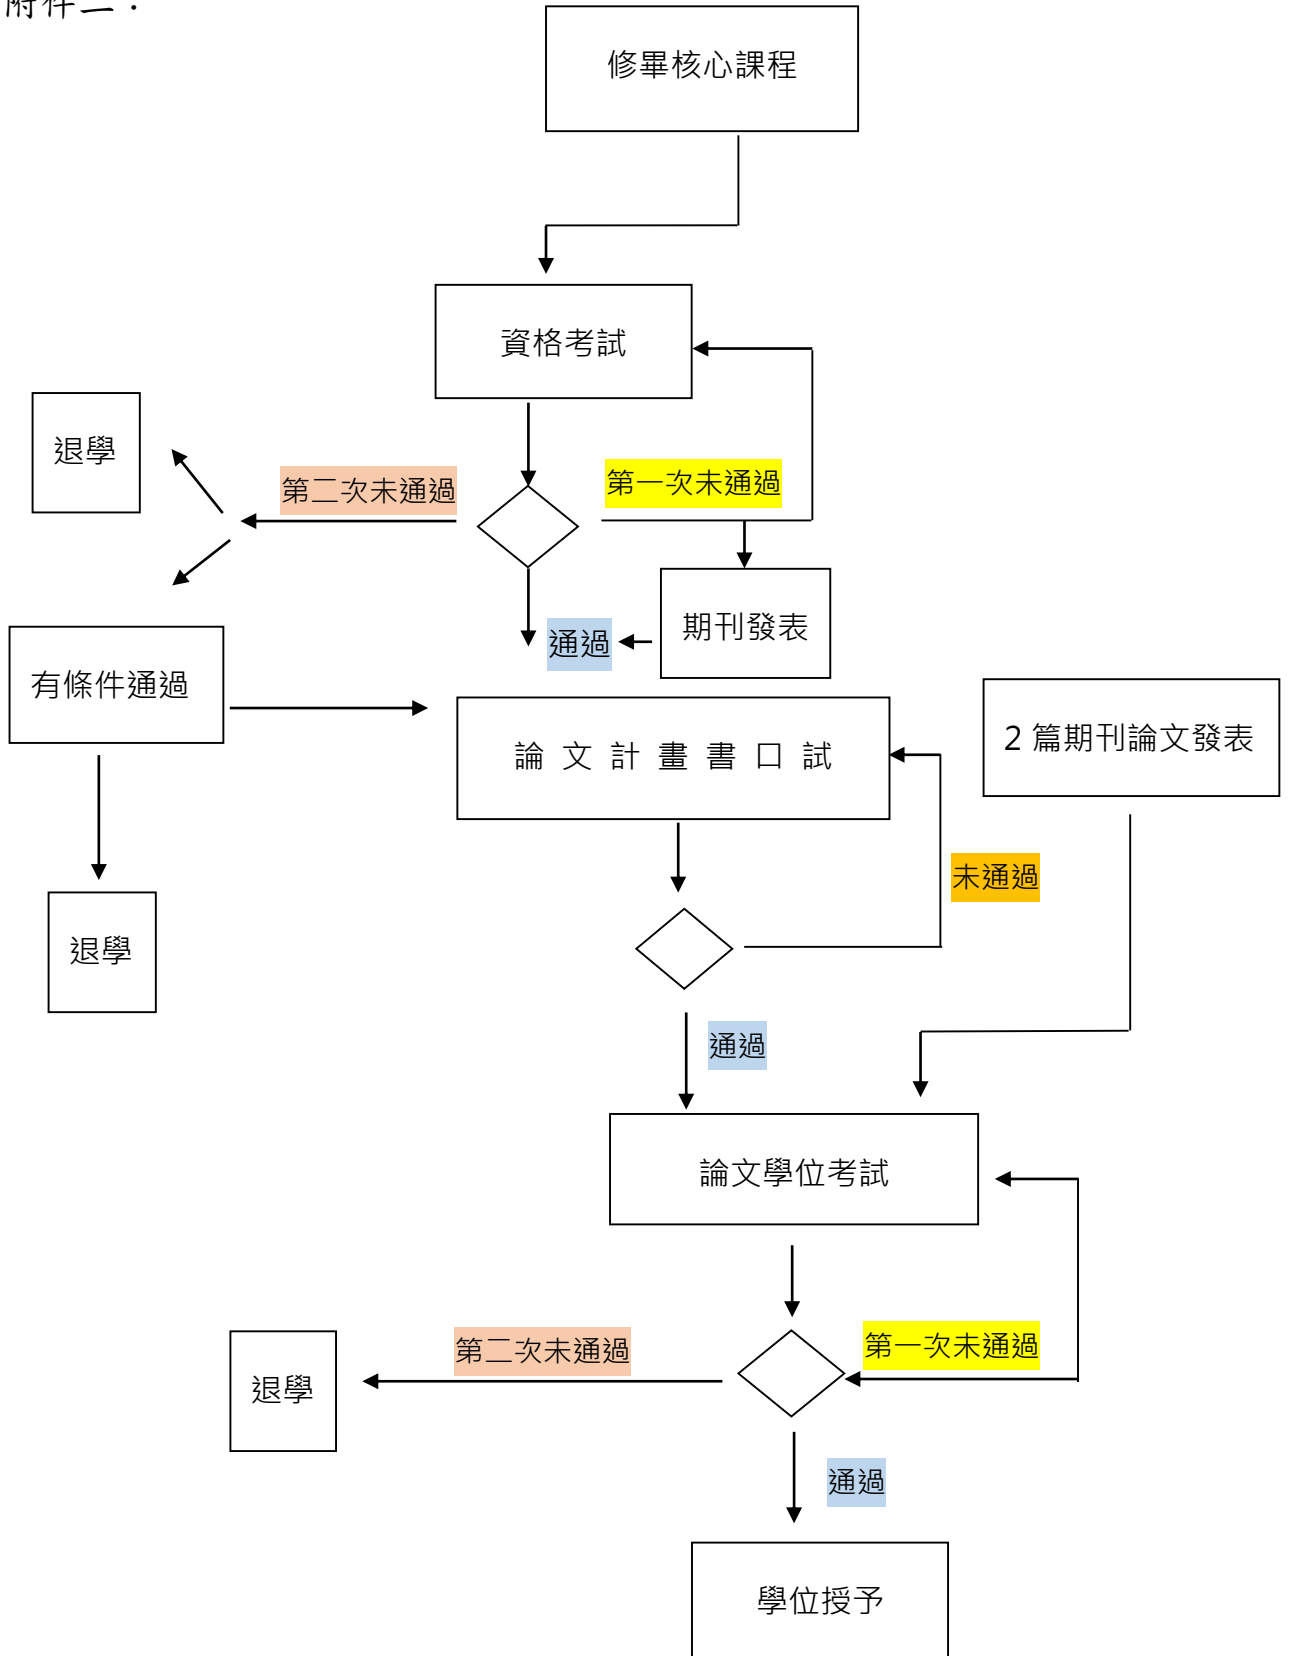 修畢核心課程
資格考試
退學
第二次未通過
第一次未通過
期刊發表
通過
有條件通過
論文計畫書口試
2篇期刊論文發表
未通過
退學
通過
論文學位考試
第二次未通過
第一次未通過
退學
通過
學位授予